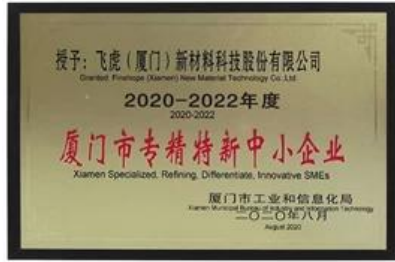 授予：飞虎（厦门）新材料科技股份有限公司
Granted Finehope (Xiamen) New Material Technology Co.,Ltd
2020-2022年度
2020-2022
厦门市专精特新中小企业
Xiamen Specialized, Refining, Differentiate, Innovative SMEs
厦门市工业和信息化局
Xiamen Municipal Bureau of Industry and Information Technology
二〇二〇年八月
August 2020